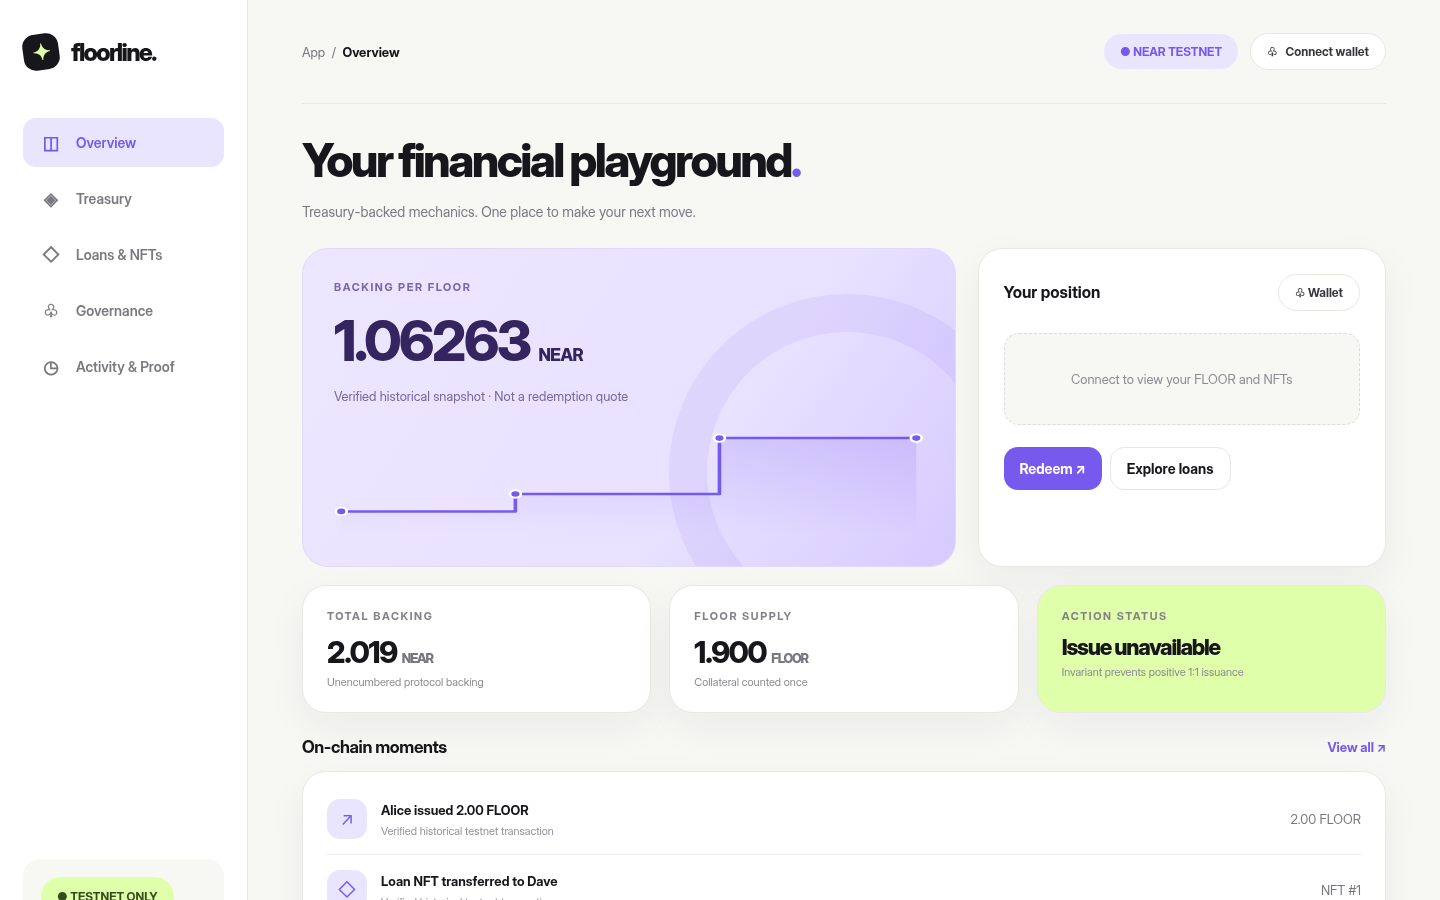 floorline.
App / Overview
NEAR TESTNET
Connect wallet
Overview
Treasury
Loans & NFTs
Governance
Activity & Proof
TESTNET ONLY
Your financial playground.
Treasury-backed mechanics. One place to make your next move.
BACKING PER FLOOR
1.06263 NEAR
Verified historical snapshot · Not a redemption quote
Your position
Wallet
Connect to view your FLOOR and NFTs
Redeem ↗
Explore loans
TOTAL BACKING
2.019 NEAR
Unencumbered protocol backing
FLOOR SUPPLY
1.900 FLOOR
Collateral counted once
ACTION STATUS
Issue unavailable
Invariant prevents positive 1:1 issuance
On-chain moments
View all ↗
Alice issued 2.00 FLOOR
Verified historical testnet transaction
2.00 FLOOR
Loan NFT transferred to Dave
NFT #1